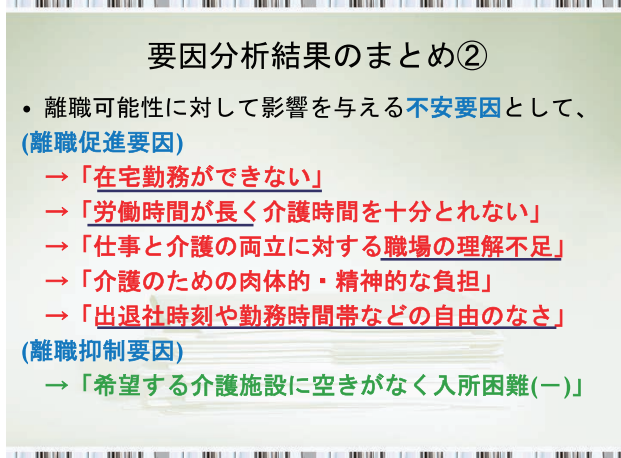 要因分析結果のまとめ②
• 離職可能性に対して影響を与える不安要因として、
(離職促進要因)
→「在宅勤務ができない」
→「労働時間が長く介護時間を十分とれない」
→「仕事と介護の両立に対する職場の理解不足」
→「介護のための肉体的・精神的な負担」
→「出退社時刻や勤務時間帯などの自由のなさ」
(離職抑制要因)
→「希望する介護施設に空きがなく入所困難(－)」